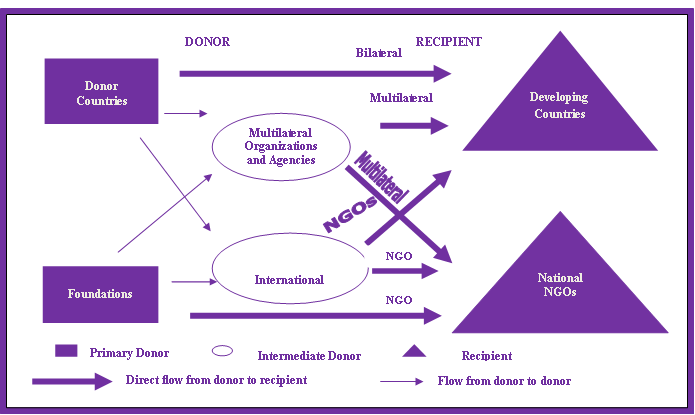 DONOR RECIPIENT
Bilateral
Donor
Countries
Multilateral
Developing
Countries
Multilateral
Organizations
and Agencies
Multilateral
NGOs
NGO
International
National
NGOs
Foundations
NGO
Primary Donor Intermediate Donor Recipient
Direct flow from donor to recipient Flow from donor to donor